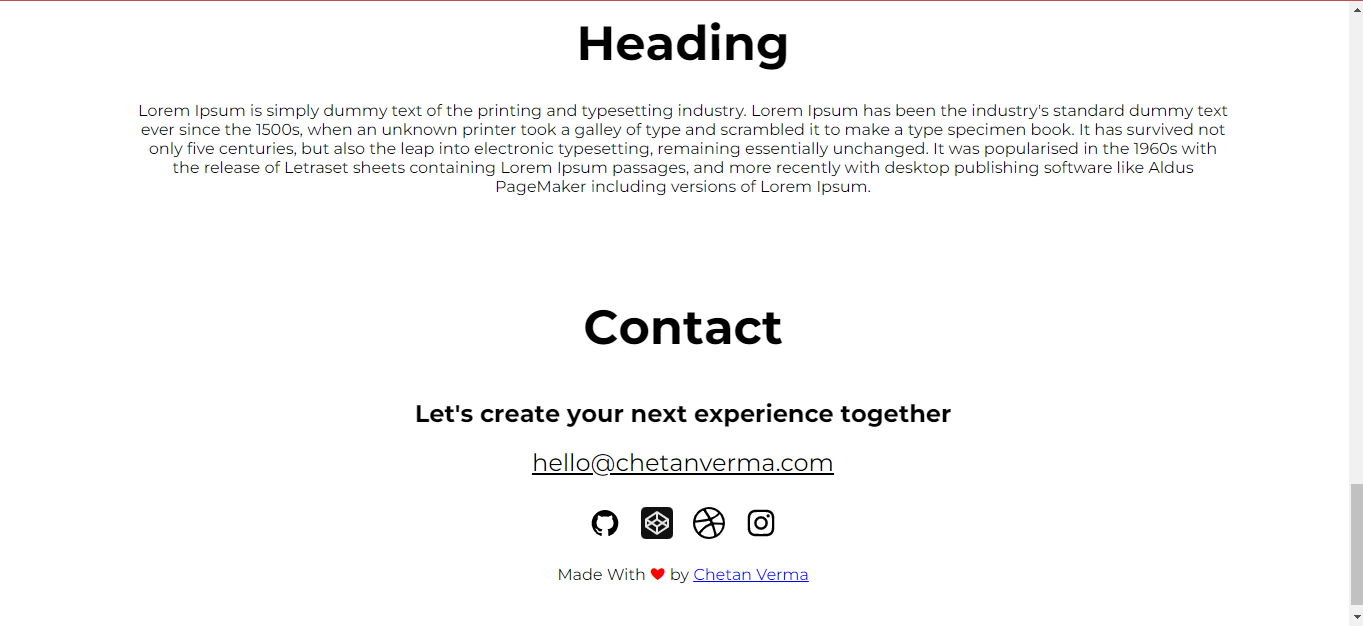 Heading
Lorem Ipsum is simply dummy text of the printing and typesetting industry. Lorem Ipsum has been the industry's standard dummy text
ever since the 1500s, when an unknown printer took a galley of type and scrambled it to make a type specimen book. It has survived not
only five centuries, but also the leap into electronic typesetting, remaining essentially unchanged. It was popularised in the 1960s with
the release of Letraset sheets containing Lorem Ipsum passages, and more recently with desktop publishing software like Aldus
PageMaker including versions of Lorem Ipsum.
Contact
Let's create your next experience together
hello@chetanverma.com
Made With ❤ by Chetan Verma